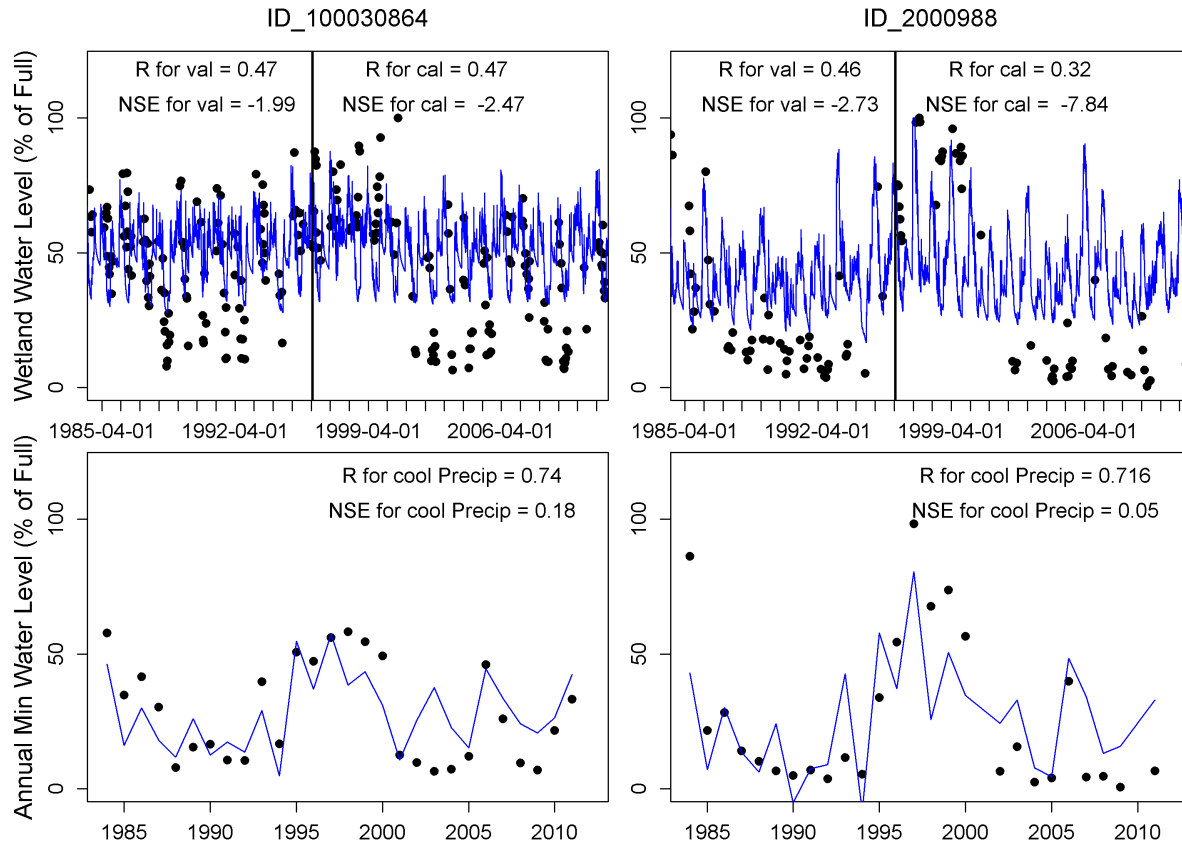 ID_100030864
ID_2000988
Wetland Water Level (% of Full)
R for val = 0.47
R for cal = 0.47
NSE for val = -1.99
NSE for cal =  -2.47
100
50
0
1985-04-01
1992-04-01
1999-04-01
2006-04-01
R for val = 0.46
R for cal = 0.32
NSE for val = -2.73
NSE for cal =  -7.84
100
50
0
1985-04-01
1992-04-01
1999-04-01
2006-04-01
Annual Min Water Level (% of Full)
R for cool Precip = 0.74
NSE for cool Precip = 0.18
100
50
0
1985 1990 1995 2000 2005 2010
R for cool Precip = 0.716
NSE for cool Precip = 0.05
100
50
0
1985 1990 1995 2000 2005 2010